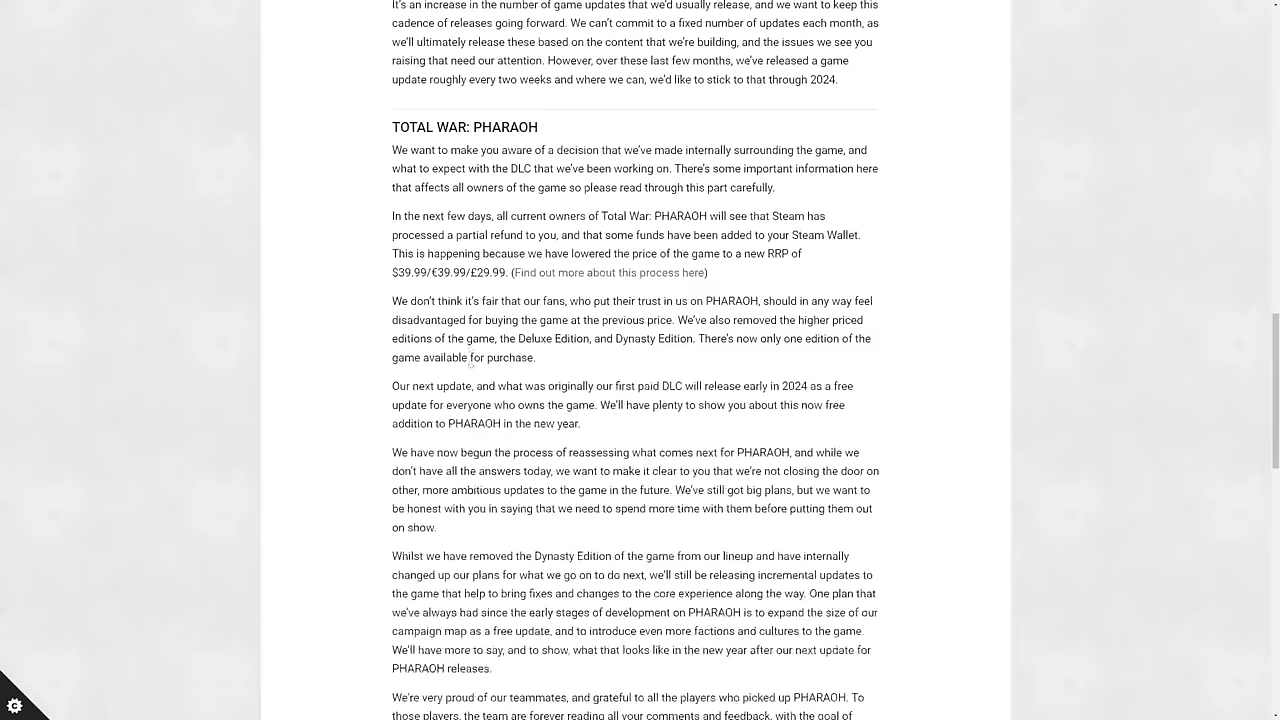 It's an increase in the number of game updates that we'd usually release, and we want to keep this
cadence of releases going forward. We can't commit to a fixed number of updates each month, as
we'll ultimately release these based on the content that we're building, and the issues we see you
raising that need our attention. However, over these last few months, we've released a game
update roughly every two weeks and where we can, we'd like to stick to that through 2024.
TOTAL WAR: PHARAOH
We want to make you aware of a decision that we've made internally surrounding the game, and
what to expect with the DLC that we've been working on. There's some important information here
that affects all owners of the game so please read through this part carefully.
In the next few days, all current owners of Total War: PHARAOH will see that Steam has
processed a partial refund to you, and that some funds have been added to your Steam Wallet.
This is happening because we have lowered the price of the game to a new RRP of
$39.99/€39.99/£29.99. (Find out more about this process here)
We don't think it's fair that our fans, who put their trust in us on PHARAOH, should in any way feel
disadvantaged for buying the game at the previous price. We've also removed the higher priced
editions of the game, the Deluxe Edition, and Dynasty Edition. There's now only one edition of the
game available for purchase.
Our next update, and what was originally our first paid DLC will release early in 2024 as a free
update for everyone who owns the game. We'll have plenty to show you about this now free
addition to PHARAOH in the new year.
We have now begun the process of reassessing what comes next for PHARAOH, and while we
don't have all the answers today, we want to make it clear to you that we're not closing the door on
other, more ambitious updates to the game in the future. We've still got big plans, but we want to
be honest with you in saying that we need to spend more time with them before putting them out
on show.
Whilst we have removed the Dynasty Edition of the game from our lineup and have internally
changed up our plans for what we go on to do next, we'll still be releasing incremental updates to
the game that help to bring fixes and changes to the core experience along the way. One plan that
we've always had since the early stages of development on PHARAOH is to expand the size of our
campaign map as a free update, and to introduce even more factions and cultures to the game.
We'll have more to say, and to show, what that looks like in the new year after our next update for
PHARAOH releases.
We're very proud of our teammates, and grateful to all the players who picked up PHARAOH. To
those players, the team are forever reading all your comments and feedback, with the goal of